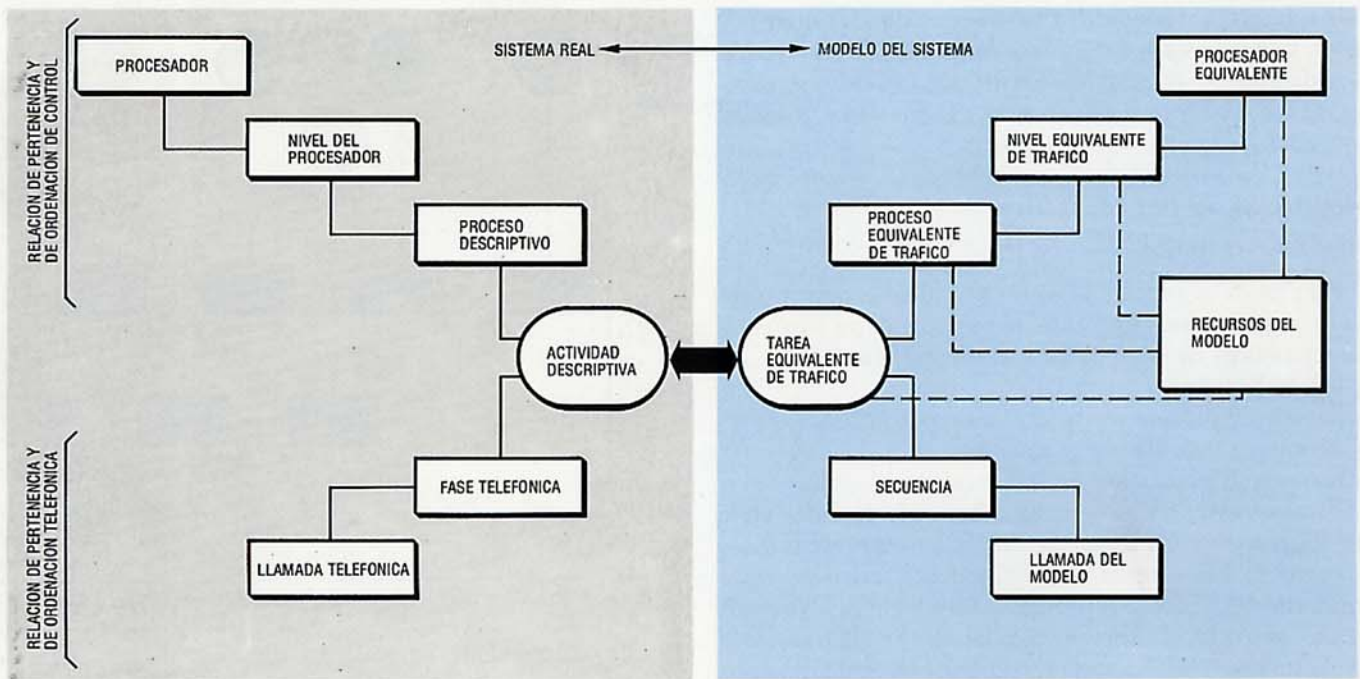 RELACION DE PERTENENCIA Y
DE ORDENACION DE CONTROL
PROCESADOR
NIVEL DEL
PROCESADOR
PROCESO
DESCRIPTIVO
ACTIVIDAD
DESCRIPTIVA
RELACION DE PERTENENCIA Y
DE ORDENACION TELEFONICA
FASE TELEFONICA
LLAMADA TELEFONICA
SISTEMA REAL
MODELO DEL SISTEMA
PROCESADOR
EQUIVALENTE
NIVEL EQUIVALENTE
DE TRAFICO
PROCESO
EQUIVALENTE
DE TRAFICO
RECURSOS DEL
MODELO
TAREA
EQUIVALENTE
DE TRAFICO
SECUENCIA
LLAMADA DEL
MODELO